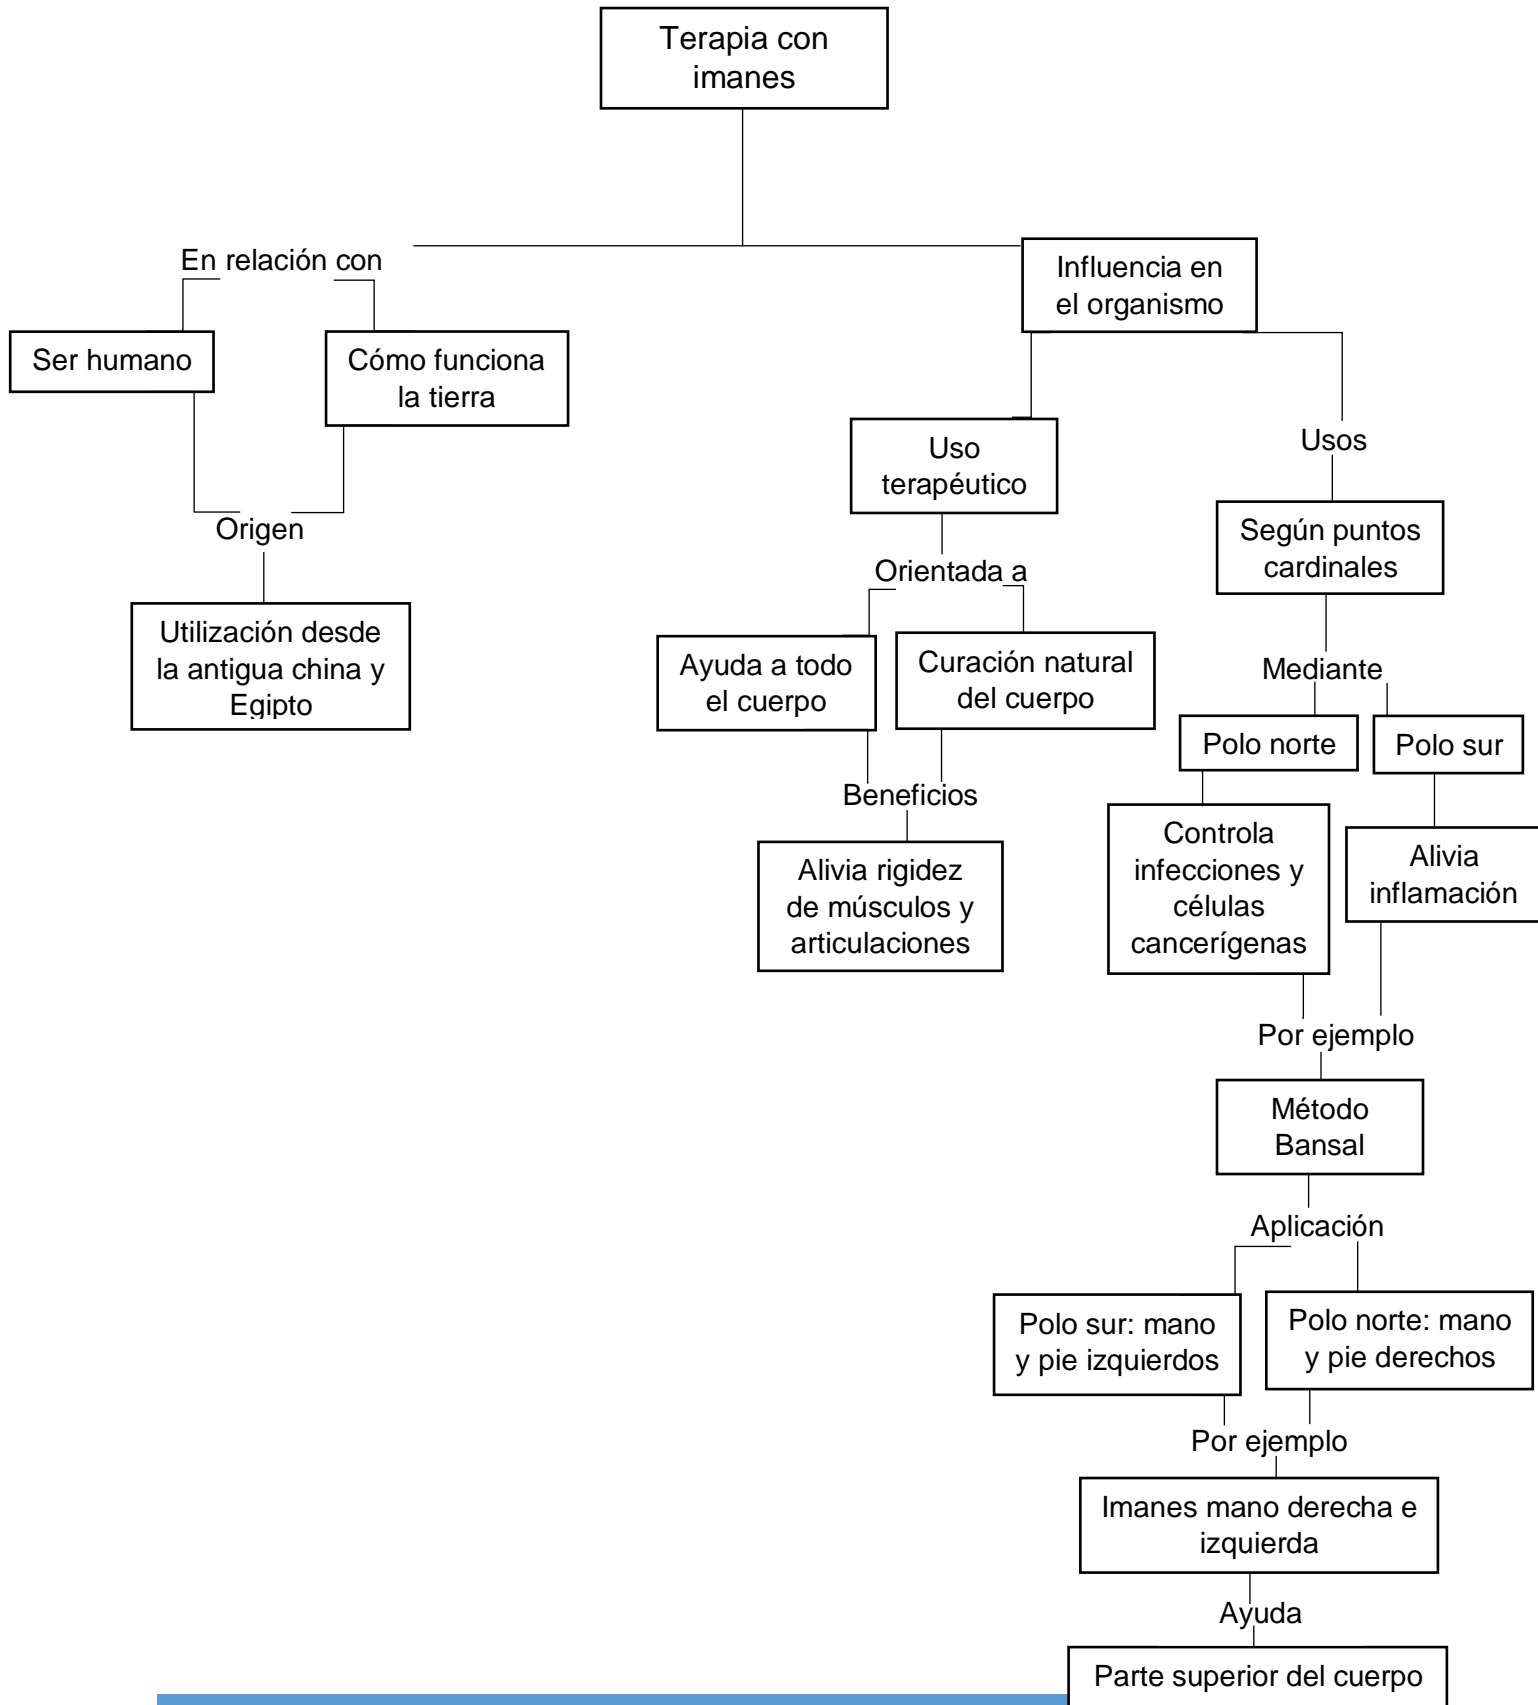 Terapia con
imanes
En relación con
Ser humano
Cómo funciona
la tierra
Origen
Utilización desde
la antigua china y
Egipto
Influencia en
el organismo
Uso
terapéutico
Orientada a
Ayuda a todo
el cuerpo
Curación natural
del cuerpo
Beneficios
Alivia rigidez
de músculos y
articulaciones
Usos
Según puntos
cardinales
Mediante
Polo norte
Polo sur
Controla
infecciones y
células
cancerígenas
Alivia
inflamación
Por ejemplo
Método
Bansal
Aplicación
Polo sur: mano
y pie izquierdos
Polo norte: mano
y pie derechos
Por ejemplo
Imanes mano derecha e
izquierda
Ayuda
Parte superior del cuerpo